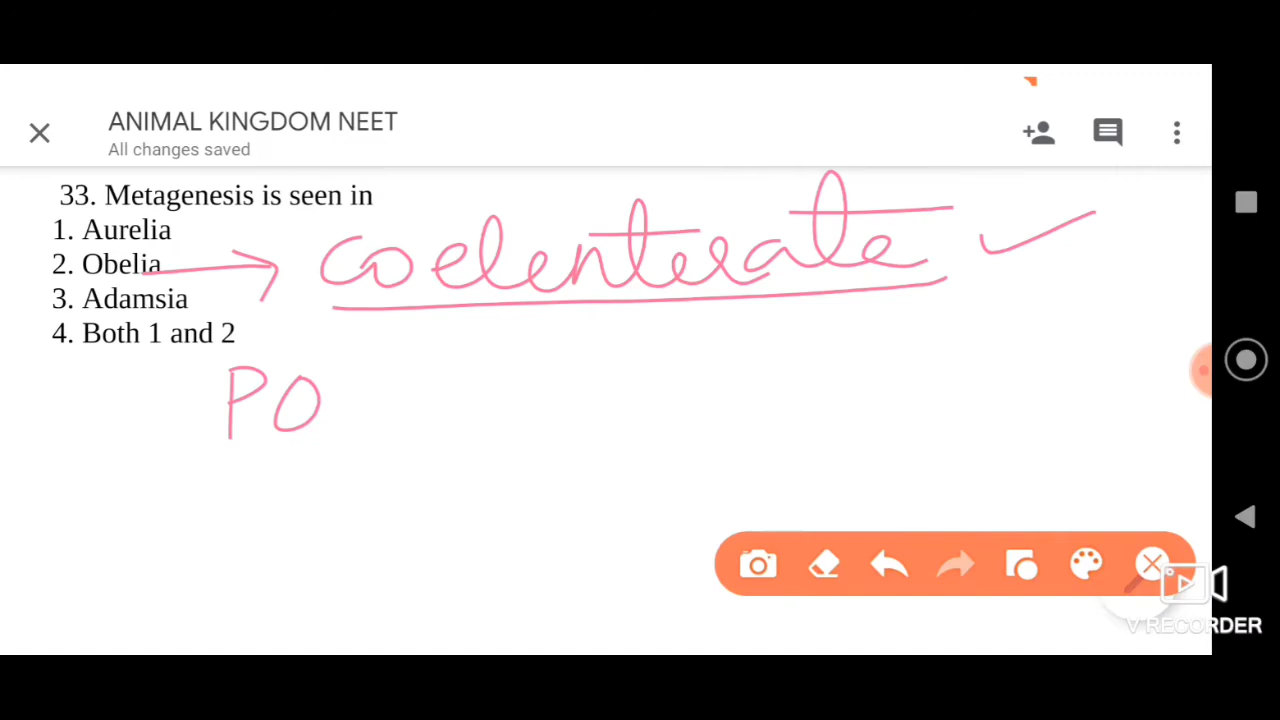 ANIMAL KINGDOM NEET
All changes saved
33. Metagenesis is seen in
1. Aurelia
2. Obelia
coelenterate
3. Adamsia
4. Both 1 and 2
PO
V RECORDER